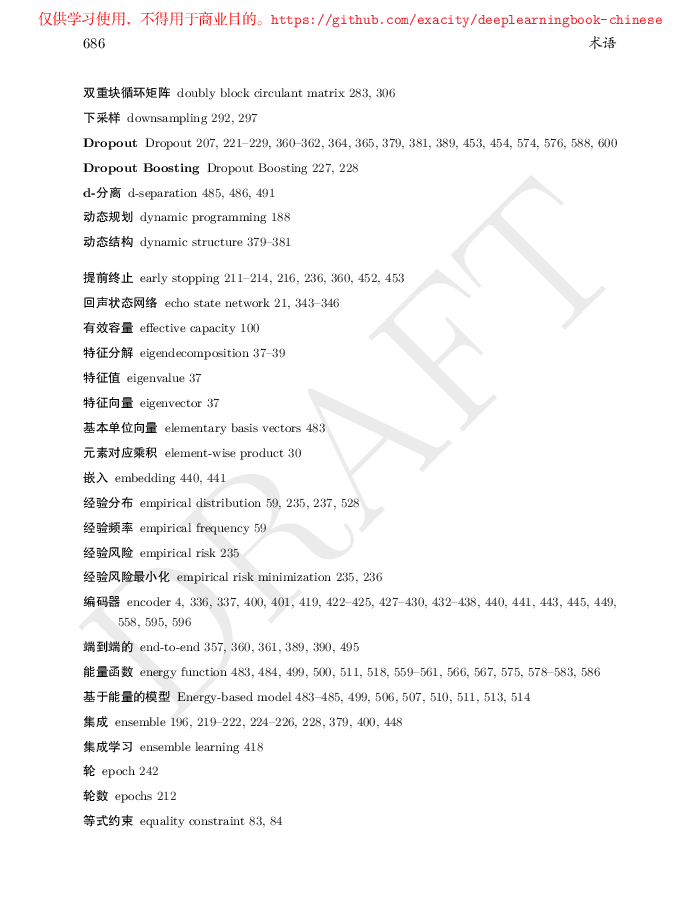 仅供学习使用，不得用于商业目的。https://github.com/exacity/deeplearningbook-chinese
686 术语
双重块循环矩阵 doubly block circulant matrix 283, 306
下采样 downsampling 292, 297
Dropout Dropout 207, 221–229, 360–362, 364, 365, 379, 381, 389, 453, 454, 574, 576, 588, 600
Dropout Boosting Dropout Boosting 227, 228
d-分离 d-separation 485, 486, 491
动态规划 dynamic programming 188
动态结构 dynamic structure 379–381
提前终止 early stopping 211–214, 216, 236, 360, 452, 453
回声状态网络 echo state network 21, 343–346
有效容量 effective capacity 100
特征分解 eigendecomposition 37–39
特征值 eigenvalue 37
特征向量 eigenvector 37
基本单位向量 elementary basis vectors 483
元素对应乘积 element-wise product 30
嵌入 embedding 440, 441
经验分布 empirical distribution 59, 235, 237, 528
经验频率 empirical frequency 59
经验风险 empirical risk 235
经验风险最小化 empirical risk minimization 235, 236
编码器 encoder 4, 336, 337, 400, 401, 419, 422–425, 427–430, 432–438, 440, 441, 443, 445, 449,
558, 595, 596
端到端的 end-to-end 357, 360, 361, 389, 390, 495
能量函数 energy function 483, 484, 499, 500, 511, 518, 559–561, 566, 567, 575, 578–583, 586
基于能量的模型 Energy-based model 483–485, 499, 506, 507, 510, 511, 513, 514
集成 ensemble 196, 219–222, 224–226, 228, 379, 400, 448
集成学习 ensemble learning 418
轮 epoch 242
轮数 epochs 212
等式约束 equality constraint 83, 84
DRAFT